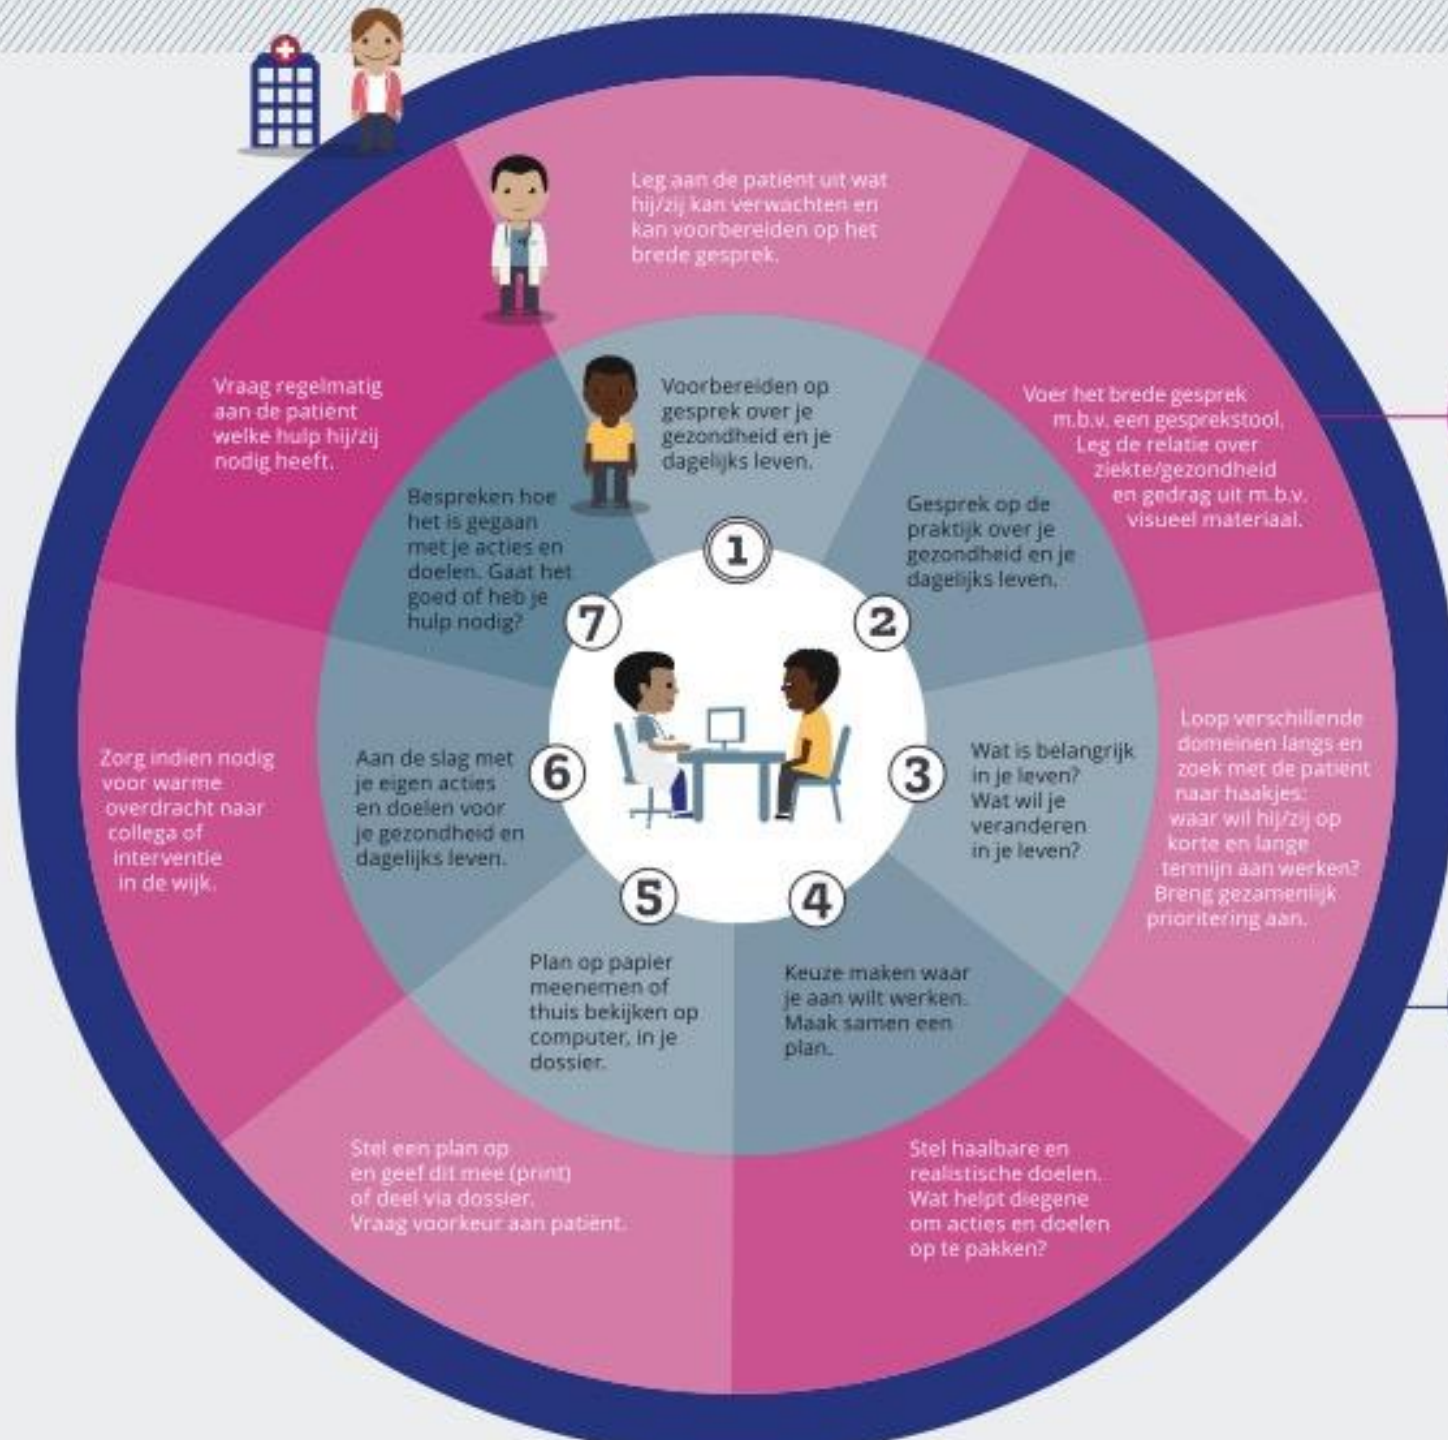 Leg aan de patiënt uit wat
hij/zij kan verwachten en
kan voorbereiden op het
brede gesprek.
Voorbereiden op
gesprek over je
gezondheid en je
dagelijks leven.
1
Voer het brede gesprek
m.b.v. een gesprekstool.
Leg de relatie over
ziekte/gezondheid
en gedrag uit m.b.v.
visueel materiaal.
Gesprek op de
praktijk over je
gezondheid en je
dagelijks leven.
2
Loop verschillende
domeinen langs en
zoek met de patiënt
naar haakjes:
waar wil hij/zij op
korte en lange
termijn aan werken?
Breng gezamenlijk
prioritering aan.
Wat is belangrijk
in je leven?
Wat wil je
veranderen
in je leven?
3
Stel haalbare en
realistische doelen.
Wat helpt diegene
om acties en doelen
op te pakken?
Keuze maken waar
je aan wilt werken.
Maak samen een
plan.
4
Stel een plan op
en geef dit mee (print)
of deel via dossier.
Vraag voorkeur aan patiënt.
Plan op papier
meenemen of
thuis bekijken op
computer, in je
dossier.
5
Zorg indien nodig
voor warme
overdracht naar
collega of
interventie
in de wijk.
Aan de slag met
je eigen acties
en doelen voor
je gezondheid en
dagelijks leven.
6
Vraag regelmatig
aan de patiënt
welke hulp hij/zij
nodig heeft.
Bespreken hoe
het is gegaan
met je acties en
doelen. Gaat het
goed of heb je
hulp nodig?
7